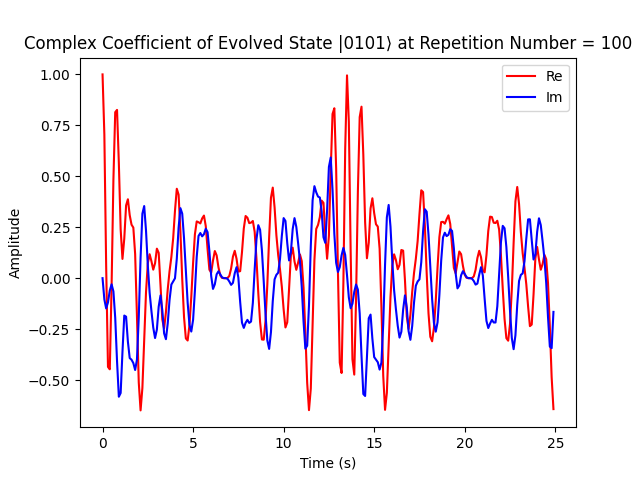 Complex Coefficient of Evolved State |0101⟩ at Repetition Number = 100
Re
Im
1.00
0.75
0.50
0.25
0.00
−0.25
−0.50
Amplitude
0 5 10 15 20 25
Time (s)